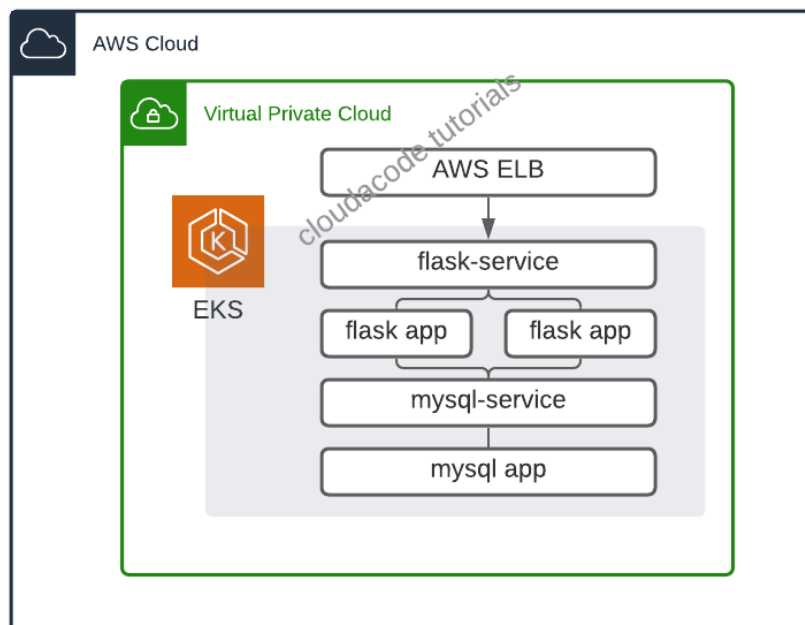 AWS Cloud
Virtual Private Cloud
cloudacode tutorials
AWS ELB
K
EKS
flask-service
flask app
flask app
mysql-service
mysql app